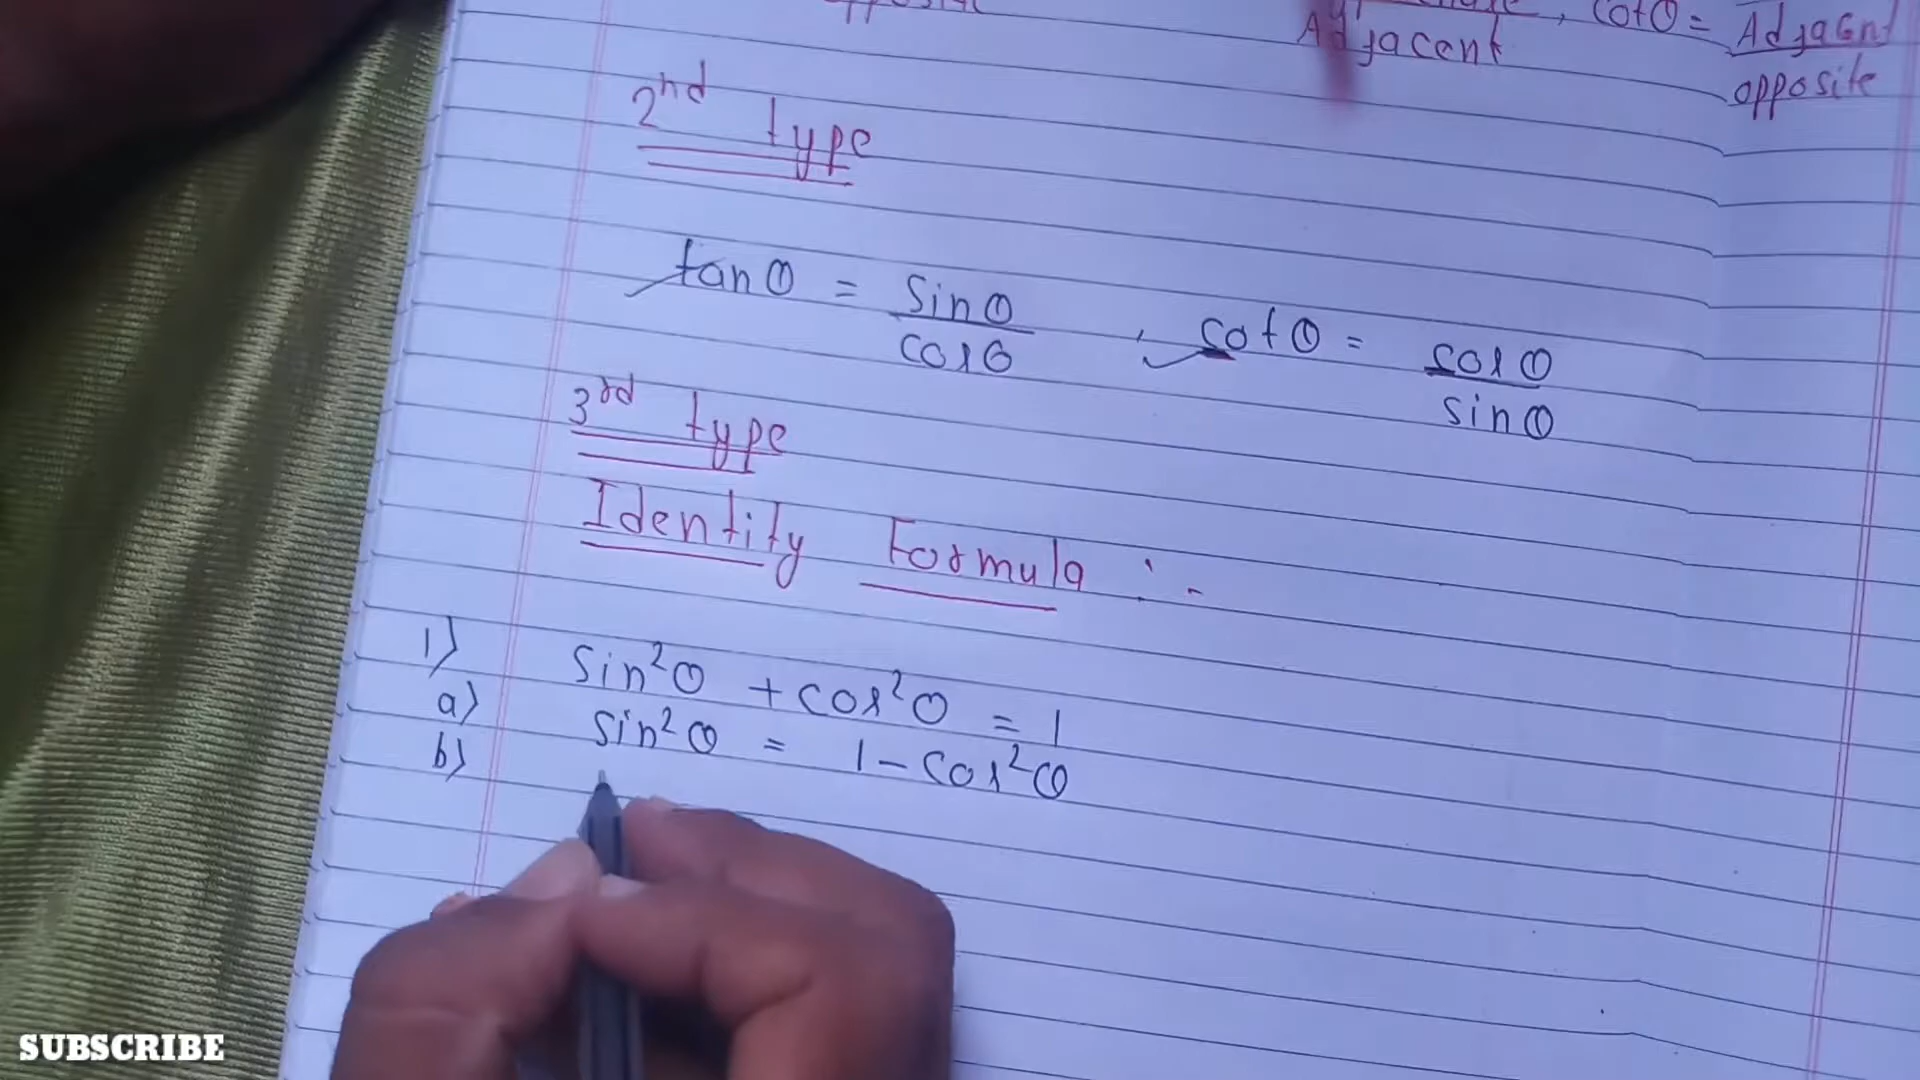 Adjacent , Cotθ = Adjacent
opposite
2nd type
tanθ = Sinθ/cosθ , cotθ = cosθ/sinθ
3rd type
Identity Formula :-
1) Sin²θ + cos²θ = 1
a) Sin²θ = 1 - Cos²θ
b)
SUBSCRIBE